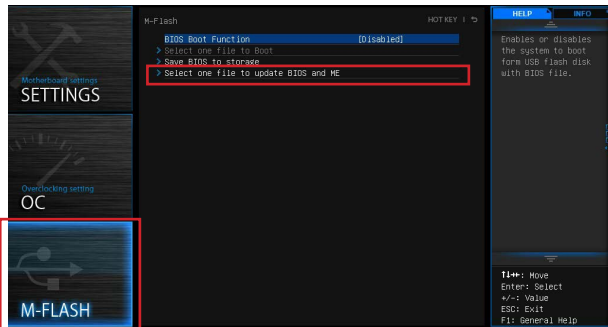 M-Flash
HOT KEY
BIOS Boot Function [Disabled]
Select one file to Boot
Save BIOS to storage
Select one file to update BIOS and ME
Motherboard settings
SETTINGS
Overclocking setting
OC
M-FLASH
HELP
INFO
Enables or disables
the system to boot
form USB flash disk
with BIOS file.
↑↓→←: Move
Enter: Select
+/-: Value
ESC: Exit
F1: General Help